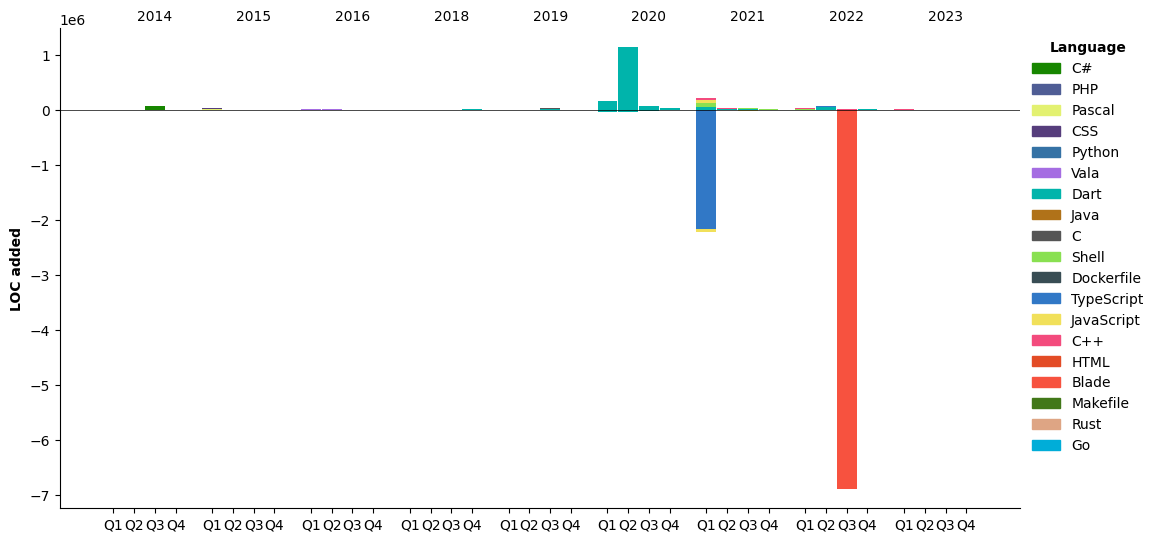 1e6
2014 2015 2016 2018 2019 2020 2021 2022 2023
LOC added
1
0
−1
−2
−3
−4
−5
−6
−7
Q1 Q2 Q3 Q4 Q1 Q2 Q3 Q4 Q1 Q2 Q3 Q4 Q1 Q2 Q3 Q4 Q1 Q2 Q3 Q4 Q1 Q2 Q3 Q4 Q1 Q2 Q3 Q4 Q1 Q2 Q3 Q4 Q1 Q2 Q3 Q4
Language
C#
PHP
Pascal
CSS
Python
Vala
Dart
Java
C
Shell
Dockerfile
TypeScript
JavaScript
C++
HTML
Blade
Makefile
Rust
Go